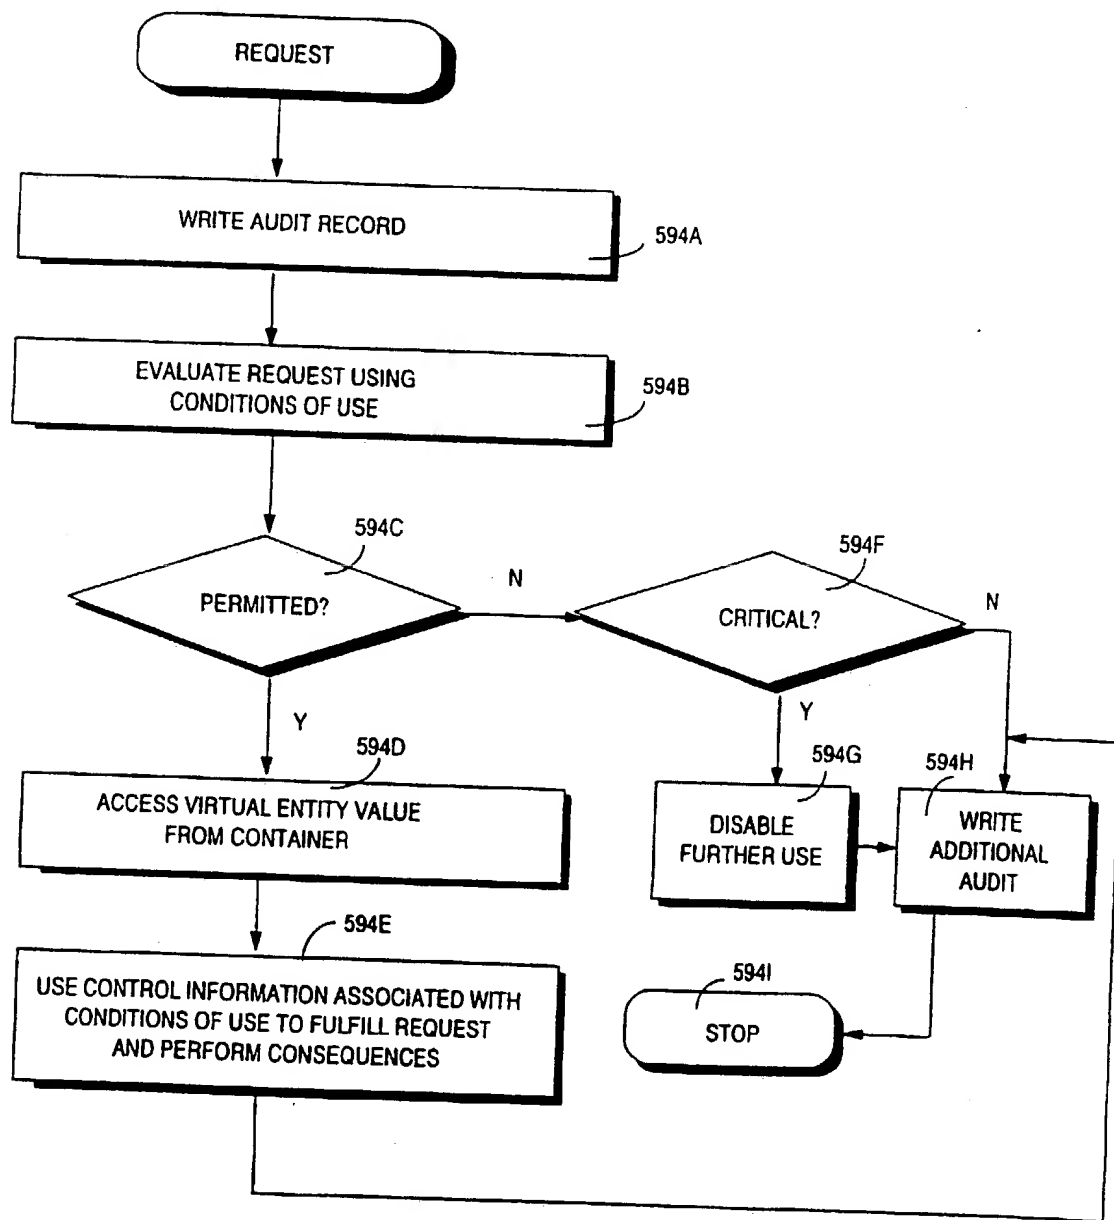 REQUEST
WRITE AUDIT RECORD
594A
EVALUATE REQUEST USING
CONDITIONS OF USE
594B
594C
PERMITTED?
N
Y
594F
CRITICAL?
N
Y
594D
ACCESS VIRTUAL ENTITY VALUE
FROM CONTAINER
594G
DISABLE
FURTHER USE
594H
WRITE
ADDITIONAL
AUDIT
594E
USE CONTROL INFORMATION ASSOCIATED WITH
CONDITIONS OF USE TO FULFILL REQUEST
AND PERFORM CONSEQUENCES
594I
STOP